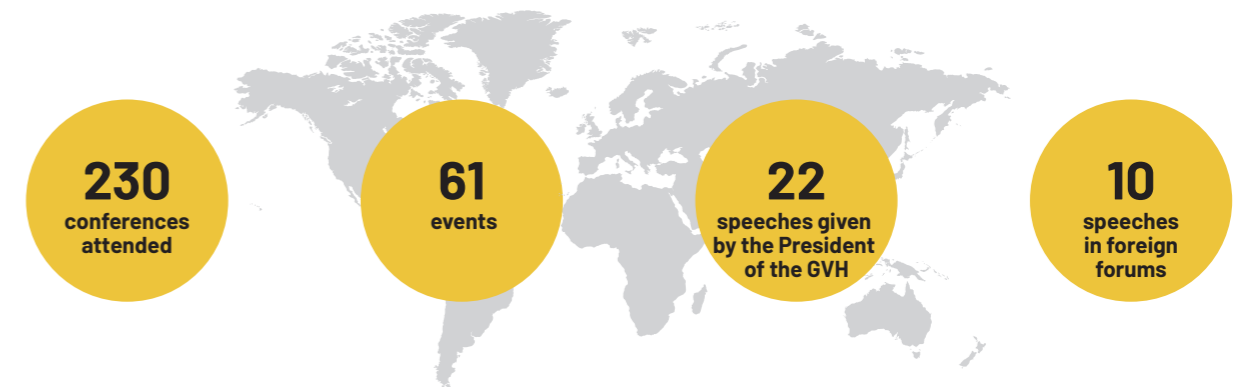 230
conferences
attended
61
events
22
speeches given
by the President
of the GVH
10
speeches
in foreign
forums